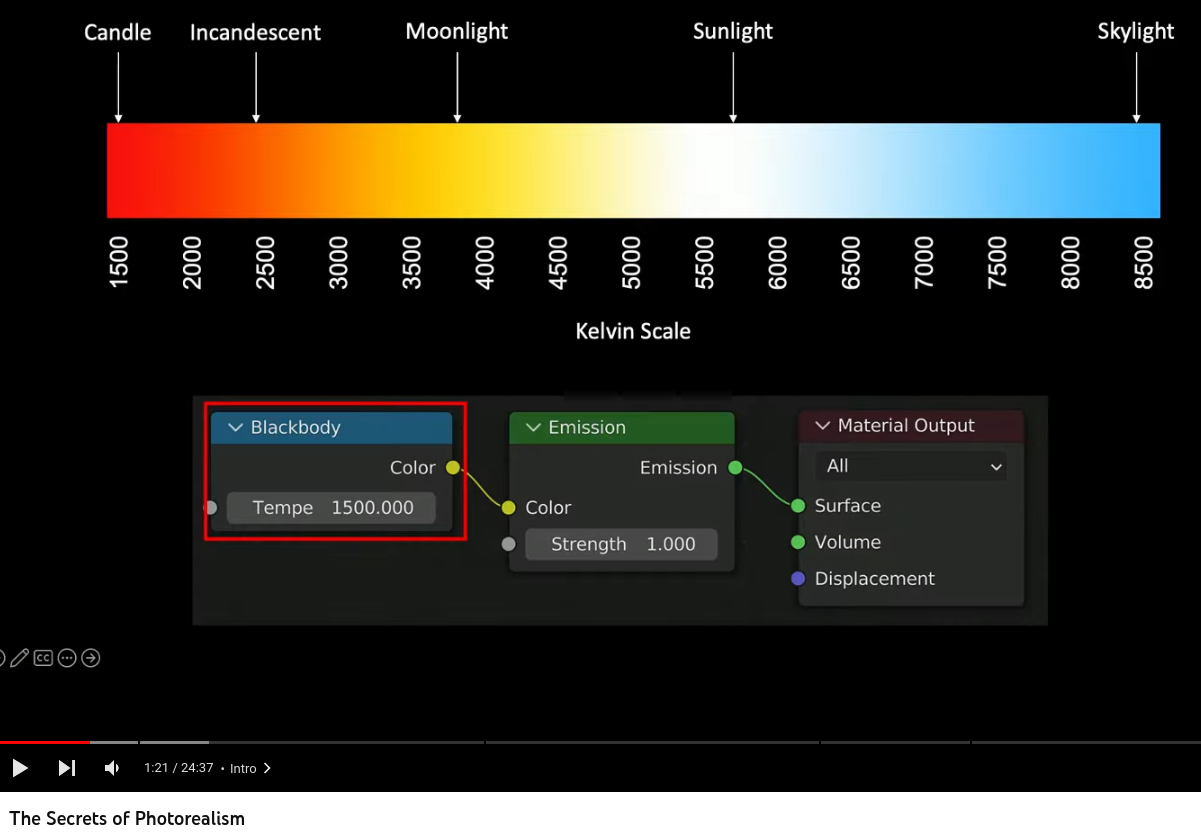 Candle Incandescent Moonlight Sunlight Skylight
1500 2000 2500 3000 3500 4000 4500 5000 5500 6000 6500 7000 7500 8000 8500
Kelvin Scale
Blackbody
Color
Tempe 1500.000
Emission
Emission
Color
Strength 1.000
Material Output
All
Surface
Volume
Displacement
CC
1:21 / 24:37 • Intro
The Secrets of Photorealism